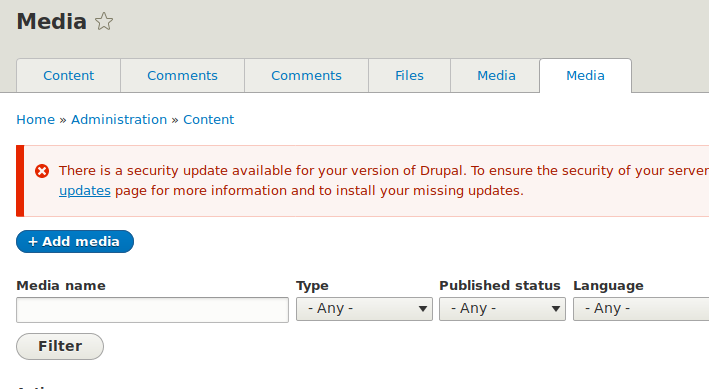 Media
Content Comments Comments Files Media Media
Home » Administration » Content
There is a security update available for your version of Drupal. To ensure the security of your server
updates page for more information and to install your missing updates.
+ Add media
Media name Type Published status Language
- Any - - Any - - Any -
Filter